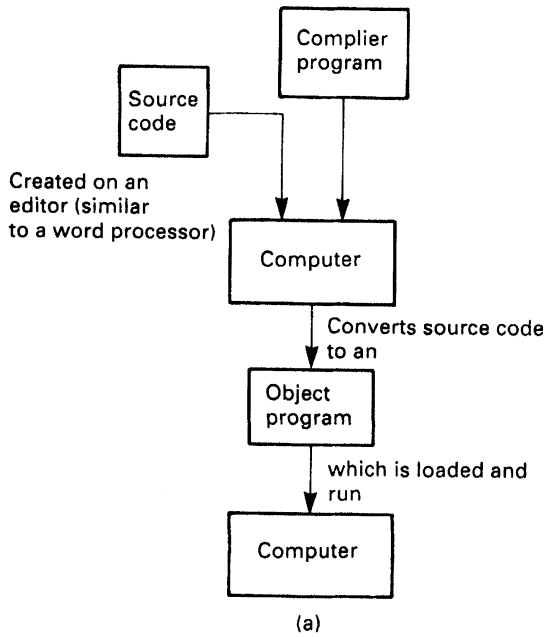 Complier
program
Source
code
Created on an
editor (similar
to a word processor)
Computer
Converts source code
to an
Object
program
which is loaded and
run
Computer
(a)